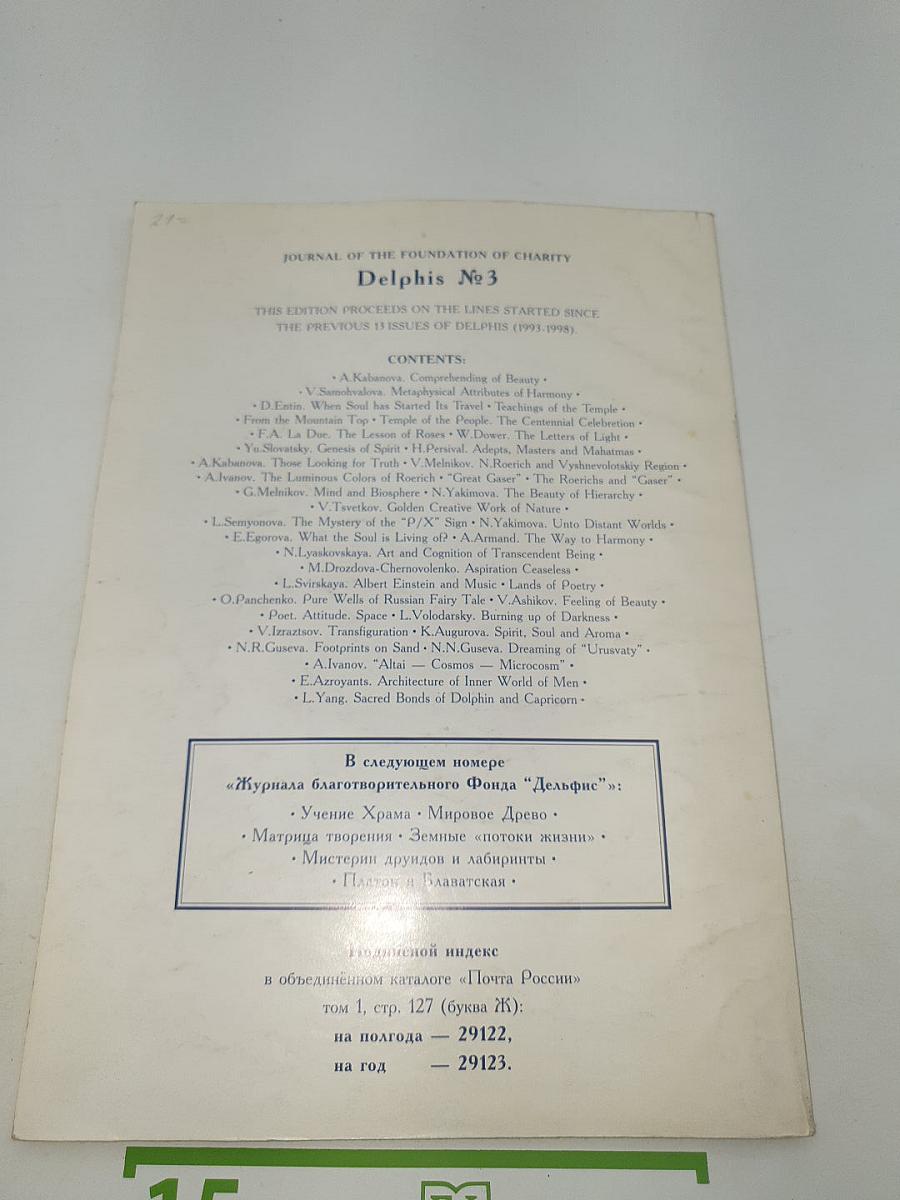 21=
JOURNAL OF THE FOUNDATION OF CHARITY
Delphis №3
THIS EDITION PROCEEDS ON THE LINES STARTED SINCE
THE PREVIOUS 13 ISSUES OF DELPHIS (1993-1998).
CONTENTS:
• A.Kabanova. Comprehending of Beauty •
• V.Samohvalova. Metaphysical Attributes of Harmony •
• D.Entin. When Soul has Started Its Travel • Teachings of the Temple •
• From the Mountain Top • Temple of the People. The Centennial Celebretion •
• F.A. La Due. The Lesson of Roses • W.Dower. The Letters of Light •
• Yu.Slovatsky. Genesis of Spirit • H.Persival. Adepts, Masters and Mahatmas •
• A.Kabanova. Those Looking for Truth • V.Melnikov. N.Roerich and Vyshnevolotskiy Region •
• A.Ivanov. The Luminous Colors of Roerich • "Great Gaser" • The Roerichs and "Gaser" •
• G.Melnikov. Mind and Biosphere • N.Yakimova. The Beauty of Hierarchy •
• V.Tsvetkov. Golden Creative Work of Nature •
• L.Semyonova. The Mystery of the "P/X" Sign • N.Yakimova. Unto Distant Worlds •
• E.Egorova. What the Soul is Living of? • A.Armand. The Way to Harmony •
• N.Lyaskovskaya. Art and Cognition of Transcendent Being •
• M.Drozdova-Chernovolenko. Aspiration Ceaseless •
• L.Svirskaya. Albert Einstein and Music • Lands of Poetry •
• O.Panchenko. Pure Wells of Russian Fairy Tale • V.Ashikov. Feeling of Beauty •
• Poet. Attitude. Space • L.Volodarsky. Burning up of Darkness •
• V.Izraztsov. Transfiguration • K.Augurova. Spirit, Soul and Aroma •
• N.R.Guseva. Footprints on Sand • N.N.Guseva. Dreaming of "Urusvaty" •
• A.Ivanov. "Altai — Cosmos — Microcosm" •
• E.Azroyants. Architecture of Inner World of Men •
• L.Yang. Sacred Bonds of Dolphin and Capricorn •
В следующем номере
«Журнала благотворительного Фонда "Дельфис"»:
• Учение Храма • Мировое Древо •
• Матрица творения • Земные «потоки жизни» •
• Мистерии друидов и лабиринты •
• Платон и Блаватская •
Подписной индекс
в объединённом каталоге «Почта России»
том 1, стр. 127 (буква Ж):
на полгода — 29122,
на год — 29123.
15